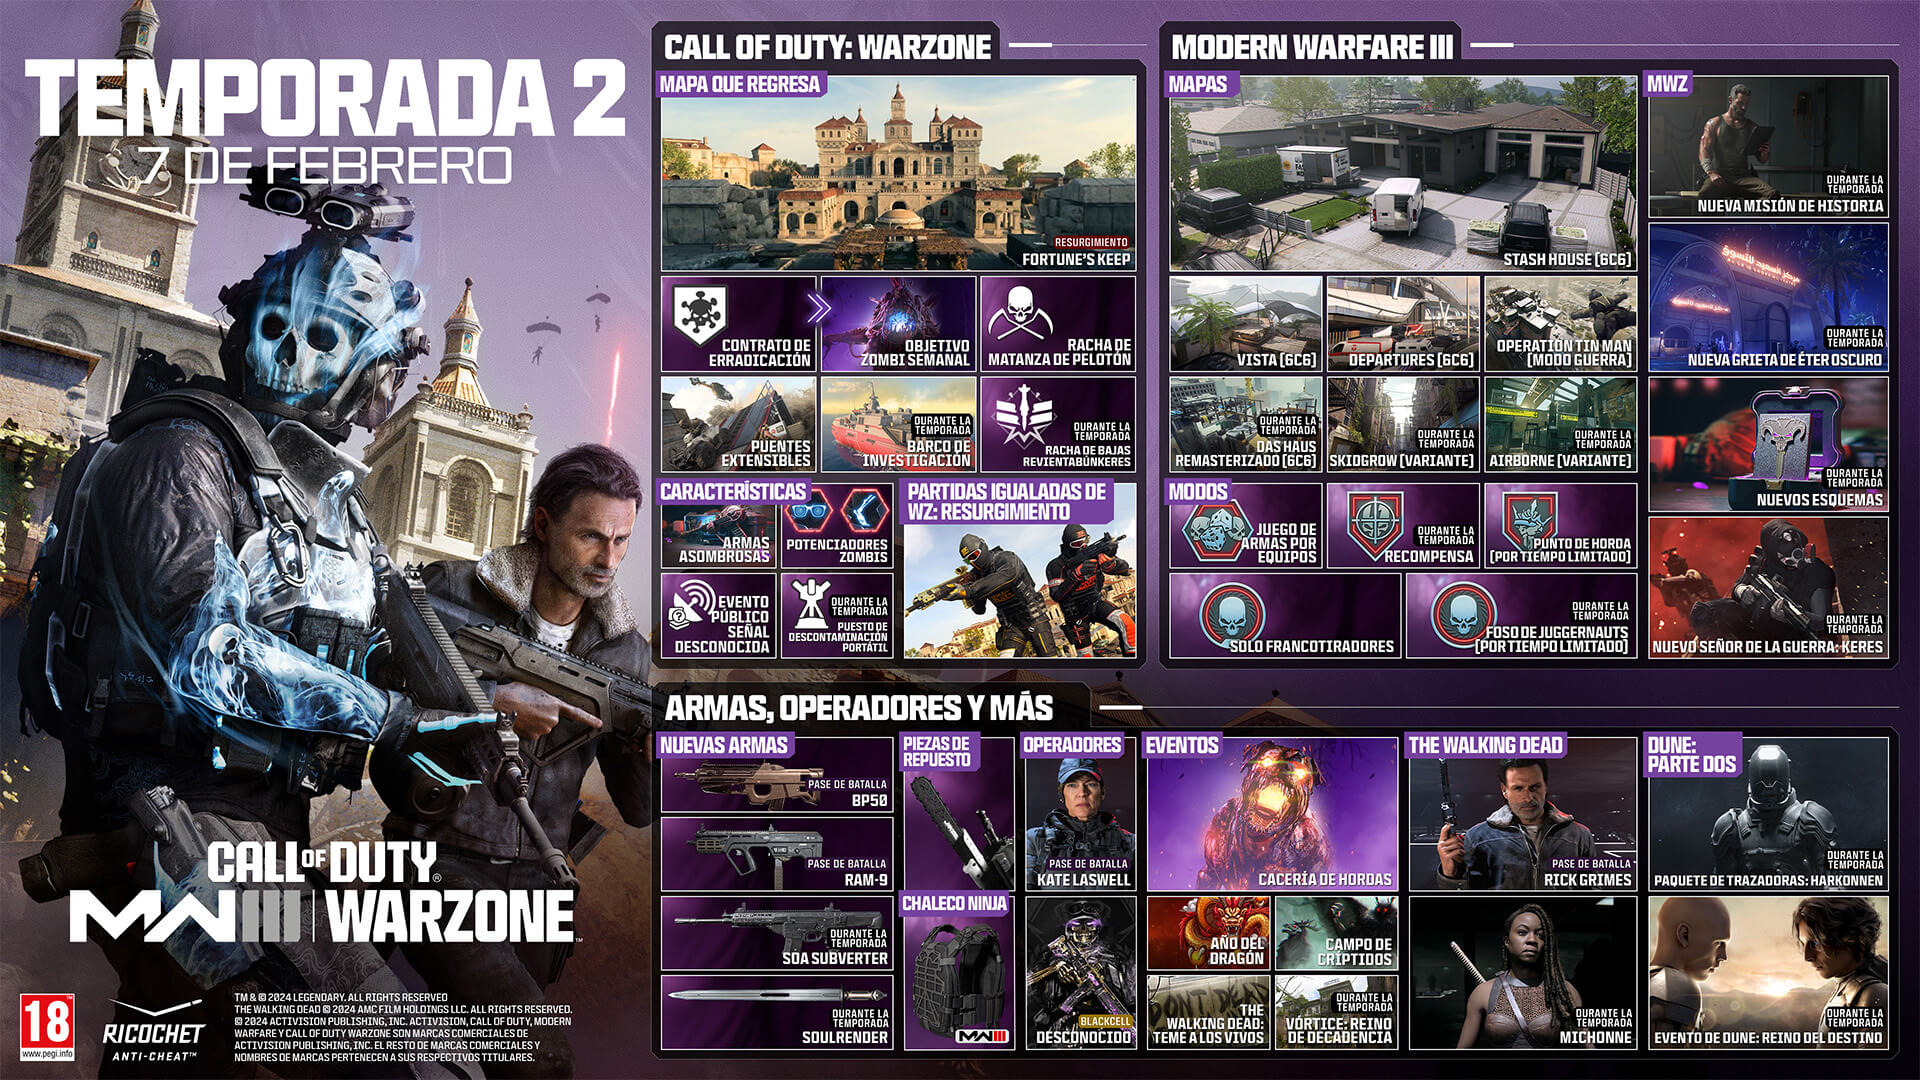 TEMPORADA 2
7 DE FEBRERO
CALL OF DUTY®
MWIII | WARZONE™
18
www.pegi.info
RICOCHET
ANTI-CHEAT™
TM & © 2024 LEGENDARY. ALL RIGHTS RESERVED
THE WALKING DEAD © 2024 AMC FILM HOLDINGS LLC. ALL RIGHTS RESERVED.
© 2024 ACTIVISION PUBLISHING, INC. ACTIVISION, CALL OF DUTY, MODERN
WARFARE Y CALL OF DUTY WARZONE SON MARCAS COMERCIALES DE
ACTIVISION PUBLISHING, INC. EL RESTO DE MARCAS COMERCIALES Y
NOMBRES DE MARCAS PERTENECEN A SUS RESPECTIVOS TITULARES.
CALL OF DUTY: WARZONE
MAPA QUE REGRESA
RESURGIMIENTO
FORTUNE'S KEEP
CONTRATO DE
ERRADICACIÓN
OBJETIVO
ZOMBI SEMANAL
RACHA DE
MATANZA DE PELOTÓN
PUENTES
EXTENSIBLES
DURANTE LA
TEMPORADA
BARCO DE
INVESTIGACIÓN
DURANTE LA
TEMPORADA
RACHA DE BAJAS
REVIENTABÚNKERES
CARACTERÍSTICAS
ARMAS
ASOMBROSAS
POTENCIADORES
ZOMBIS
EVENTO
PÚBLICO
SEÑAL
DESCONOCIDA
DURANTE LA
TEMPORADA
PUESTO DE
DESCONTAMINACIÓN
PORTÁTIL
PARTIDAS IGUALADAS DE
WZ: RESURGIMIENTO
MODERN WARFARE III
MAPAS
STASH HOUSE [6C6]
VISTA [6C6]
DEPARTURES [6C6]
OPERATIÓN TIN MAN
[MODO GUERRA]
DURANTE LA
TEMPORADA
DAS HAUS
REMASTERIZADO [6C6]
DURANTE LA
TEMPORADA
SKIDGROW [VARIANTE]
DURANTE LA
TEMPORADA
AIRBORNE [VARIANTE]
MODOS
JUEGO DE
ARMAS POR
EQUIPOS
DURANTE LA
TEMPORADA
RECOMPENSA
PUNTO DE HORDA
[POR TIEMPO LIMITADO]
SOLO FRANCOTIRADORES
DURANTE LA
TEMPORADA
FOSO DE JUGGERNAUTS
[POR TIEMPO LIMITADO]
MWZ
DURANTE LA
TEMPORADA
NUEVA MISIÓN DE HISTORIA
DURANTE LA
TEMPORADA
NUEVA GRIETA DE ÉTER OSCURO
DURANTE LA
TEMPORADA
NUEVOS ESQUEMAS
DURANTE LA
TEMPORADA
NUEVO SEÑOR DE LA GUERRA: KERES
ARMAS, OPERADORES Y MÁS
NUEVAS ARMAS
PASE DE BATALLA
BP50
PASE DE BATALLA
RAM-9
DURANTE LA
TEMPORADA
SOA SUBVERTER
DURANTE LA
TEMPORADA
SOULRENDER
PIEZAS DE
REPUESTO
CHALECO NINJA
MWIII
OPERADORES
PASE DE BATALLA
KATE LASWELL
BLACKCELL
DESCONOCIDO
EVENTOS
CACERÍA DE HORDAS
AÑO DEL
DRAGÓN
CAMPO DE
CRÍPTIDOS
THE
WALKING DEAD:
TEME A LOS VIVOS
DURANTE LA
TEMPORADA
VÓRTICE: REINO
DE DECADENCIA
THE WALKING DEAD
PASE DE BATALLA
RICK GRIMES
DURANTE LA
TEMPORADA
MICHONNE
DUNE:
PARTE DOS
DURANTE LA
TEMPORADA
PAQUETE DE TRAZADORAS: HARKONNEN
DURANTE LA
TEMPORADA
EVENTO DE DUNE: REINO DEL DESTINO